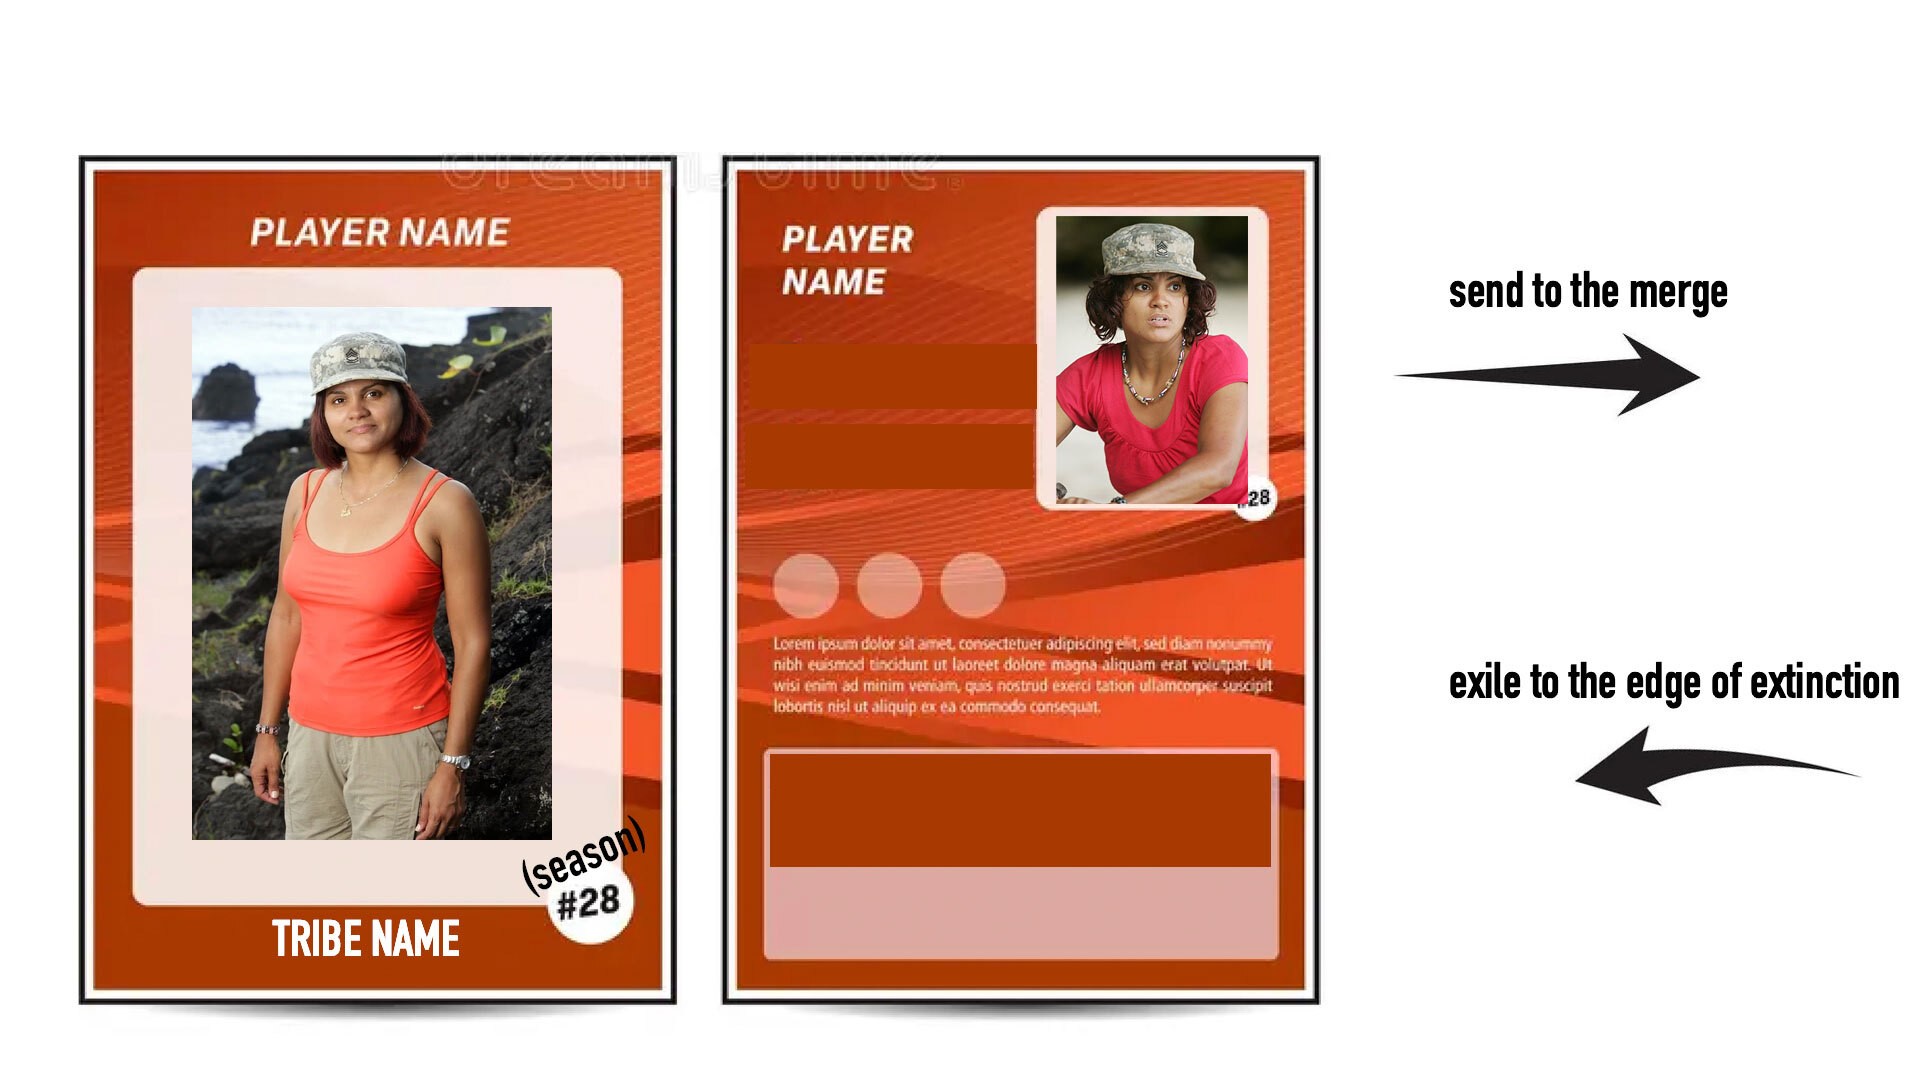 dreamstime®
PLAYER NAME
(season)
#28
TRIBE NAME
PLAYER
NAME
#28
Lorem ipsum dolor sit amet, consectetuer adipiscing elit, sed diam nonummy
nibh euismod tincidunt ut laoreet dolore magna aliquam erat volutpat. Ut
wisi enim ad minim veniam, quis nostrud exerci tation ullamcorper suscipit
lobortis nisl ut aliquip ex ea commodo consequat.
send to the merge
exile to the edge of extinction